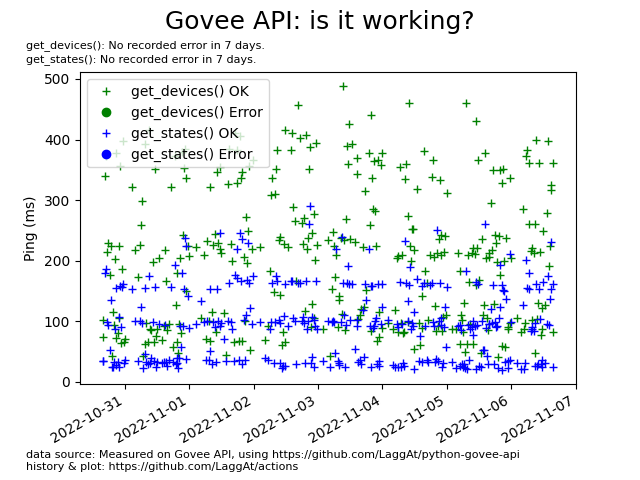 Govee API: is it working?
get_devices(): No recorded error in 7 days.
get_states(): No recorded error in 7 days.
500
400
300
200
100
0
Ping (ms)
get_devices() OK
get_devices() Error
get_states() OK
get_states() Error
2022-10-31
2022-11-01
2022-11-02
2022-11-03
2022-11-04
2022-11-05
2022-11-06
2022-11-07
data source: Measured on Govee API, using https://github.com/LaggAt/python-govee-api
history & plot: https://github.com/LaggAt/actions